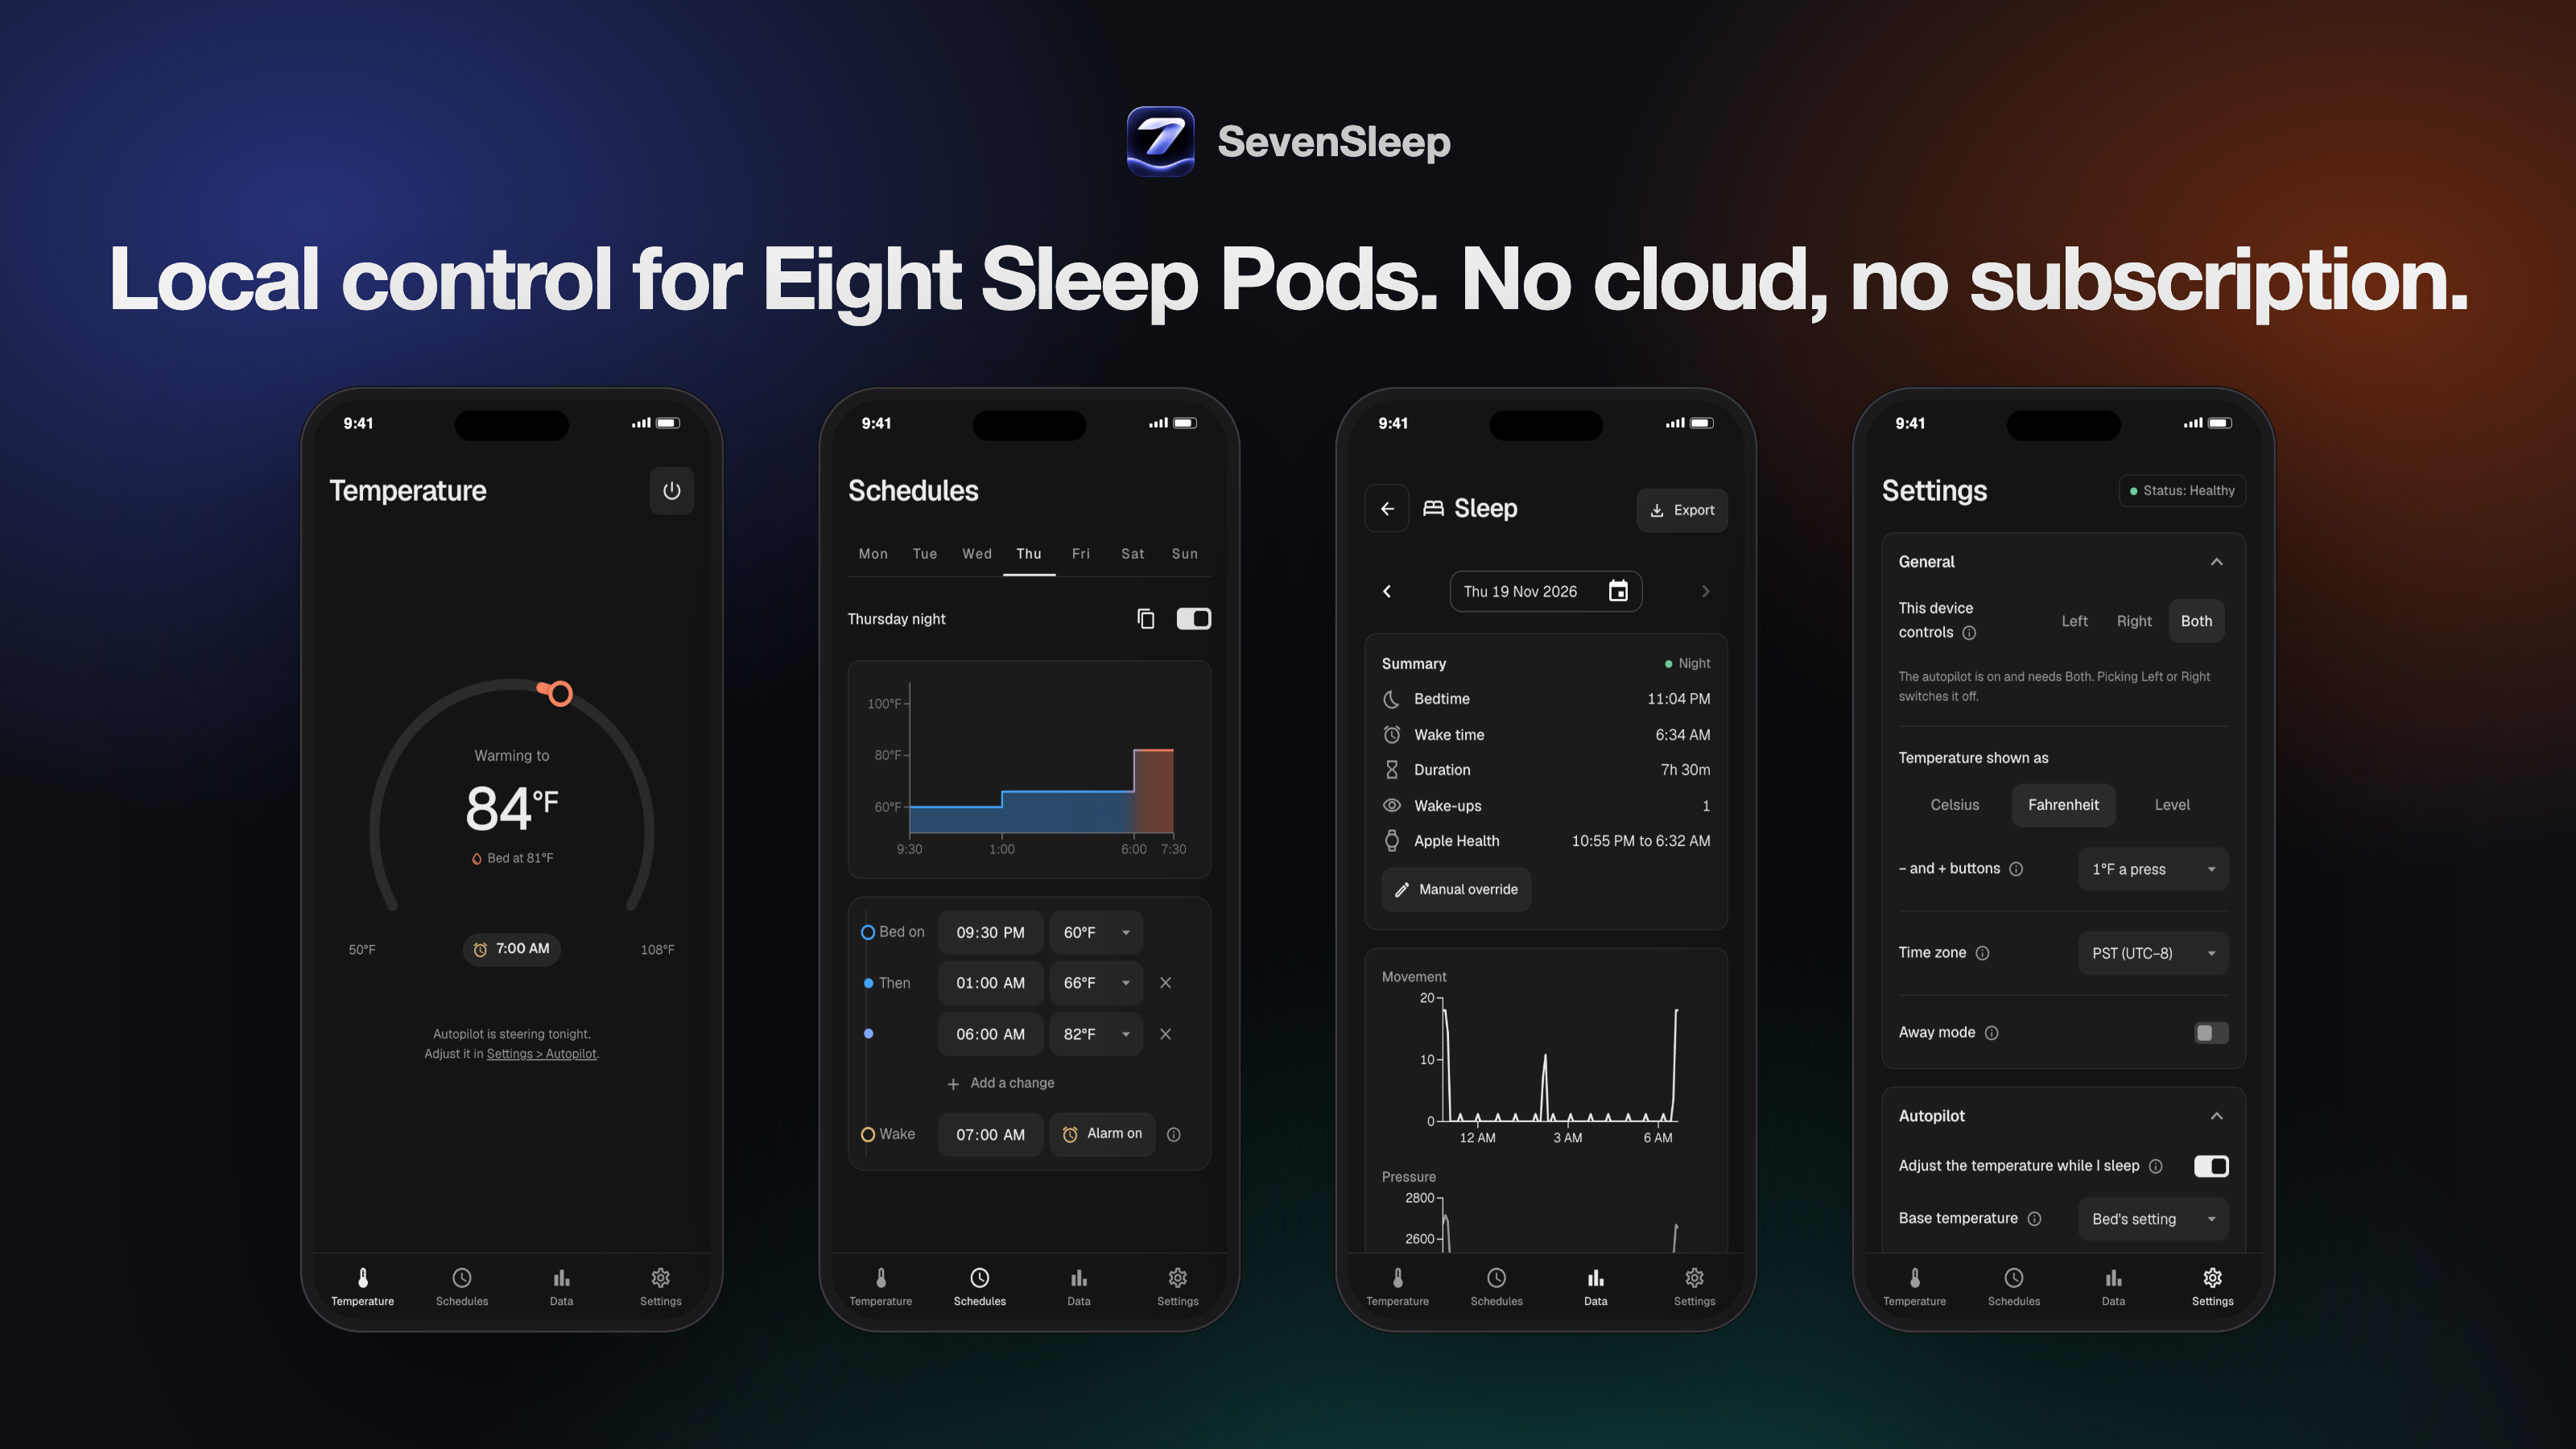 SevenSleep
Local control for Eight Sleep Pods. No cloud, no subscription.
9:41
Temperature
Warming to
84°F
Bed at 81°F
50°F
7:00 AM
108°F
Autopilot is steering tonight.
Adjust it in Settings > Autopilot.
Temperature
Schedules
Data
Settings
9:41
Schedules
Mon Tue Wed Thu Fri Sat Sun
Thursday night
100°F
80°F
60°F
9:30 1:00 6:00 7:30
Bed on 09:30 PM 60°F
Then 01:00 AM 66°F
06:00 AM 82°F
+ Add a change
Wake 07:00 AM Alarm on
Temperature
Schedules
Data
Settings
9:41
Sleep
Export
Thu 19 Nov 2026
Summary Night
Bedtime 11:04 PM
Wake time 6:34 AM
Duration 7h 30m
Wake-ups 1
Apple Health 10:55 PM to 6:32 AM
Manual override
Movement
20
10
0
12 AM 3 AM 6 AM
Pressure
2800
2600
Temperature
Schedules
Data
Settings
9:41
Settings
Status: Healthy
General
This device
controls
Left Right Both
The autopilot is on and needs Both. Picking Left or Right
switches it off.
Temperature shown as
Celsius Fahrenheit Level
– and + buttons 1°F a press
Time zone PST (UTC−8)
Away mode
Autopilot
Adjust the temperature while I sleep
Base temperature Bed's setting
Temperature
Schedules
Data
Settings